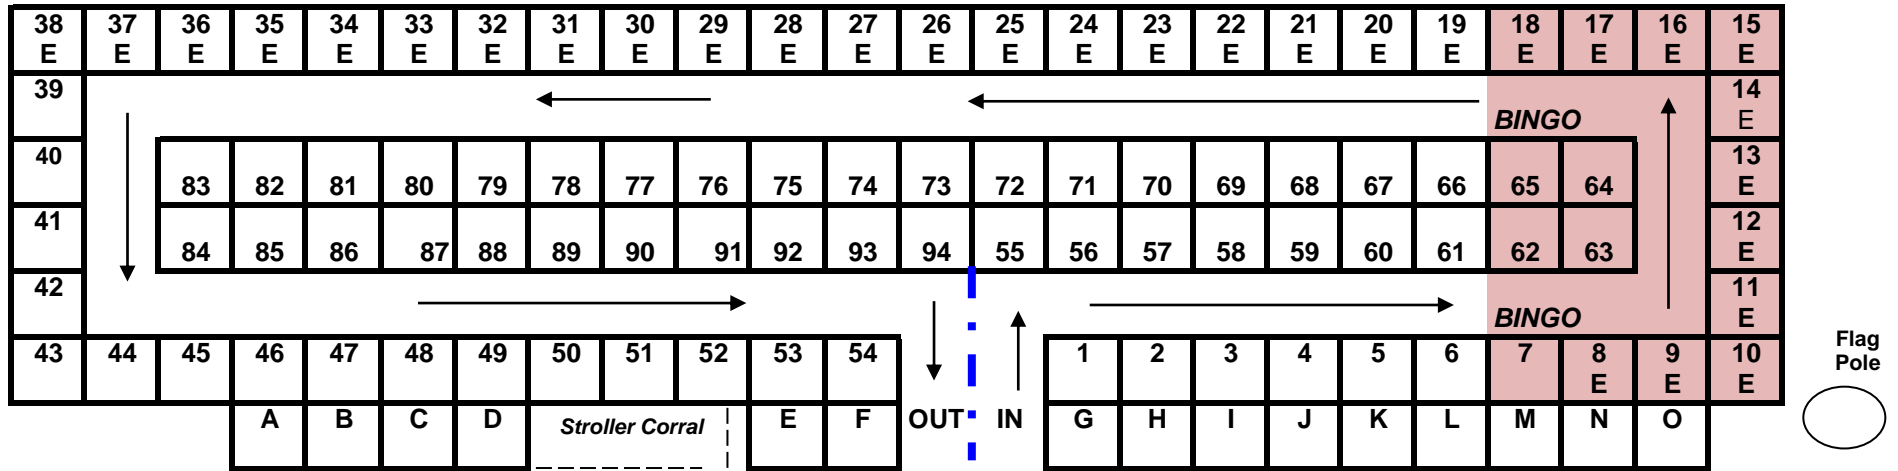 38 37 36 35 34 33 32 31 30 29 28 27 26 25 24 23 22 21 20 19 18 17 16 15
E E E E E E E E E E E E E E E E E E E E E E E E
39 14
BINGO E
40 13
83 82 81 80 79 78 77 76 75 74 73 72 71 70 69 68 67 66 65 64 E
41 12
84 85 86 87 88 89 90 91 92 93 94 55 56 57 58 59 60 61 62 63 E
42 11
BINGO E
43 44 45 46 47 48 49 50 51 52 53 54 1 2 3 4 5 6 7 8 9 10
E E E
Flag
Pole
A B C D Stroller Corral E F OUT IN G H I J K L M N O